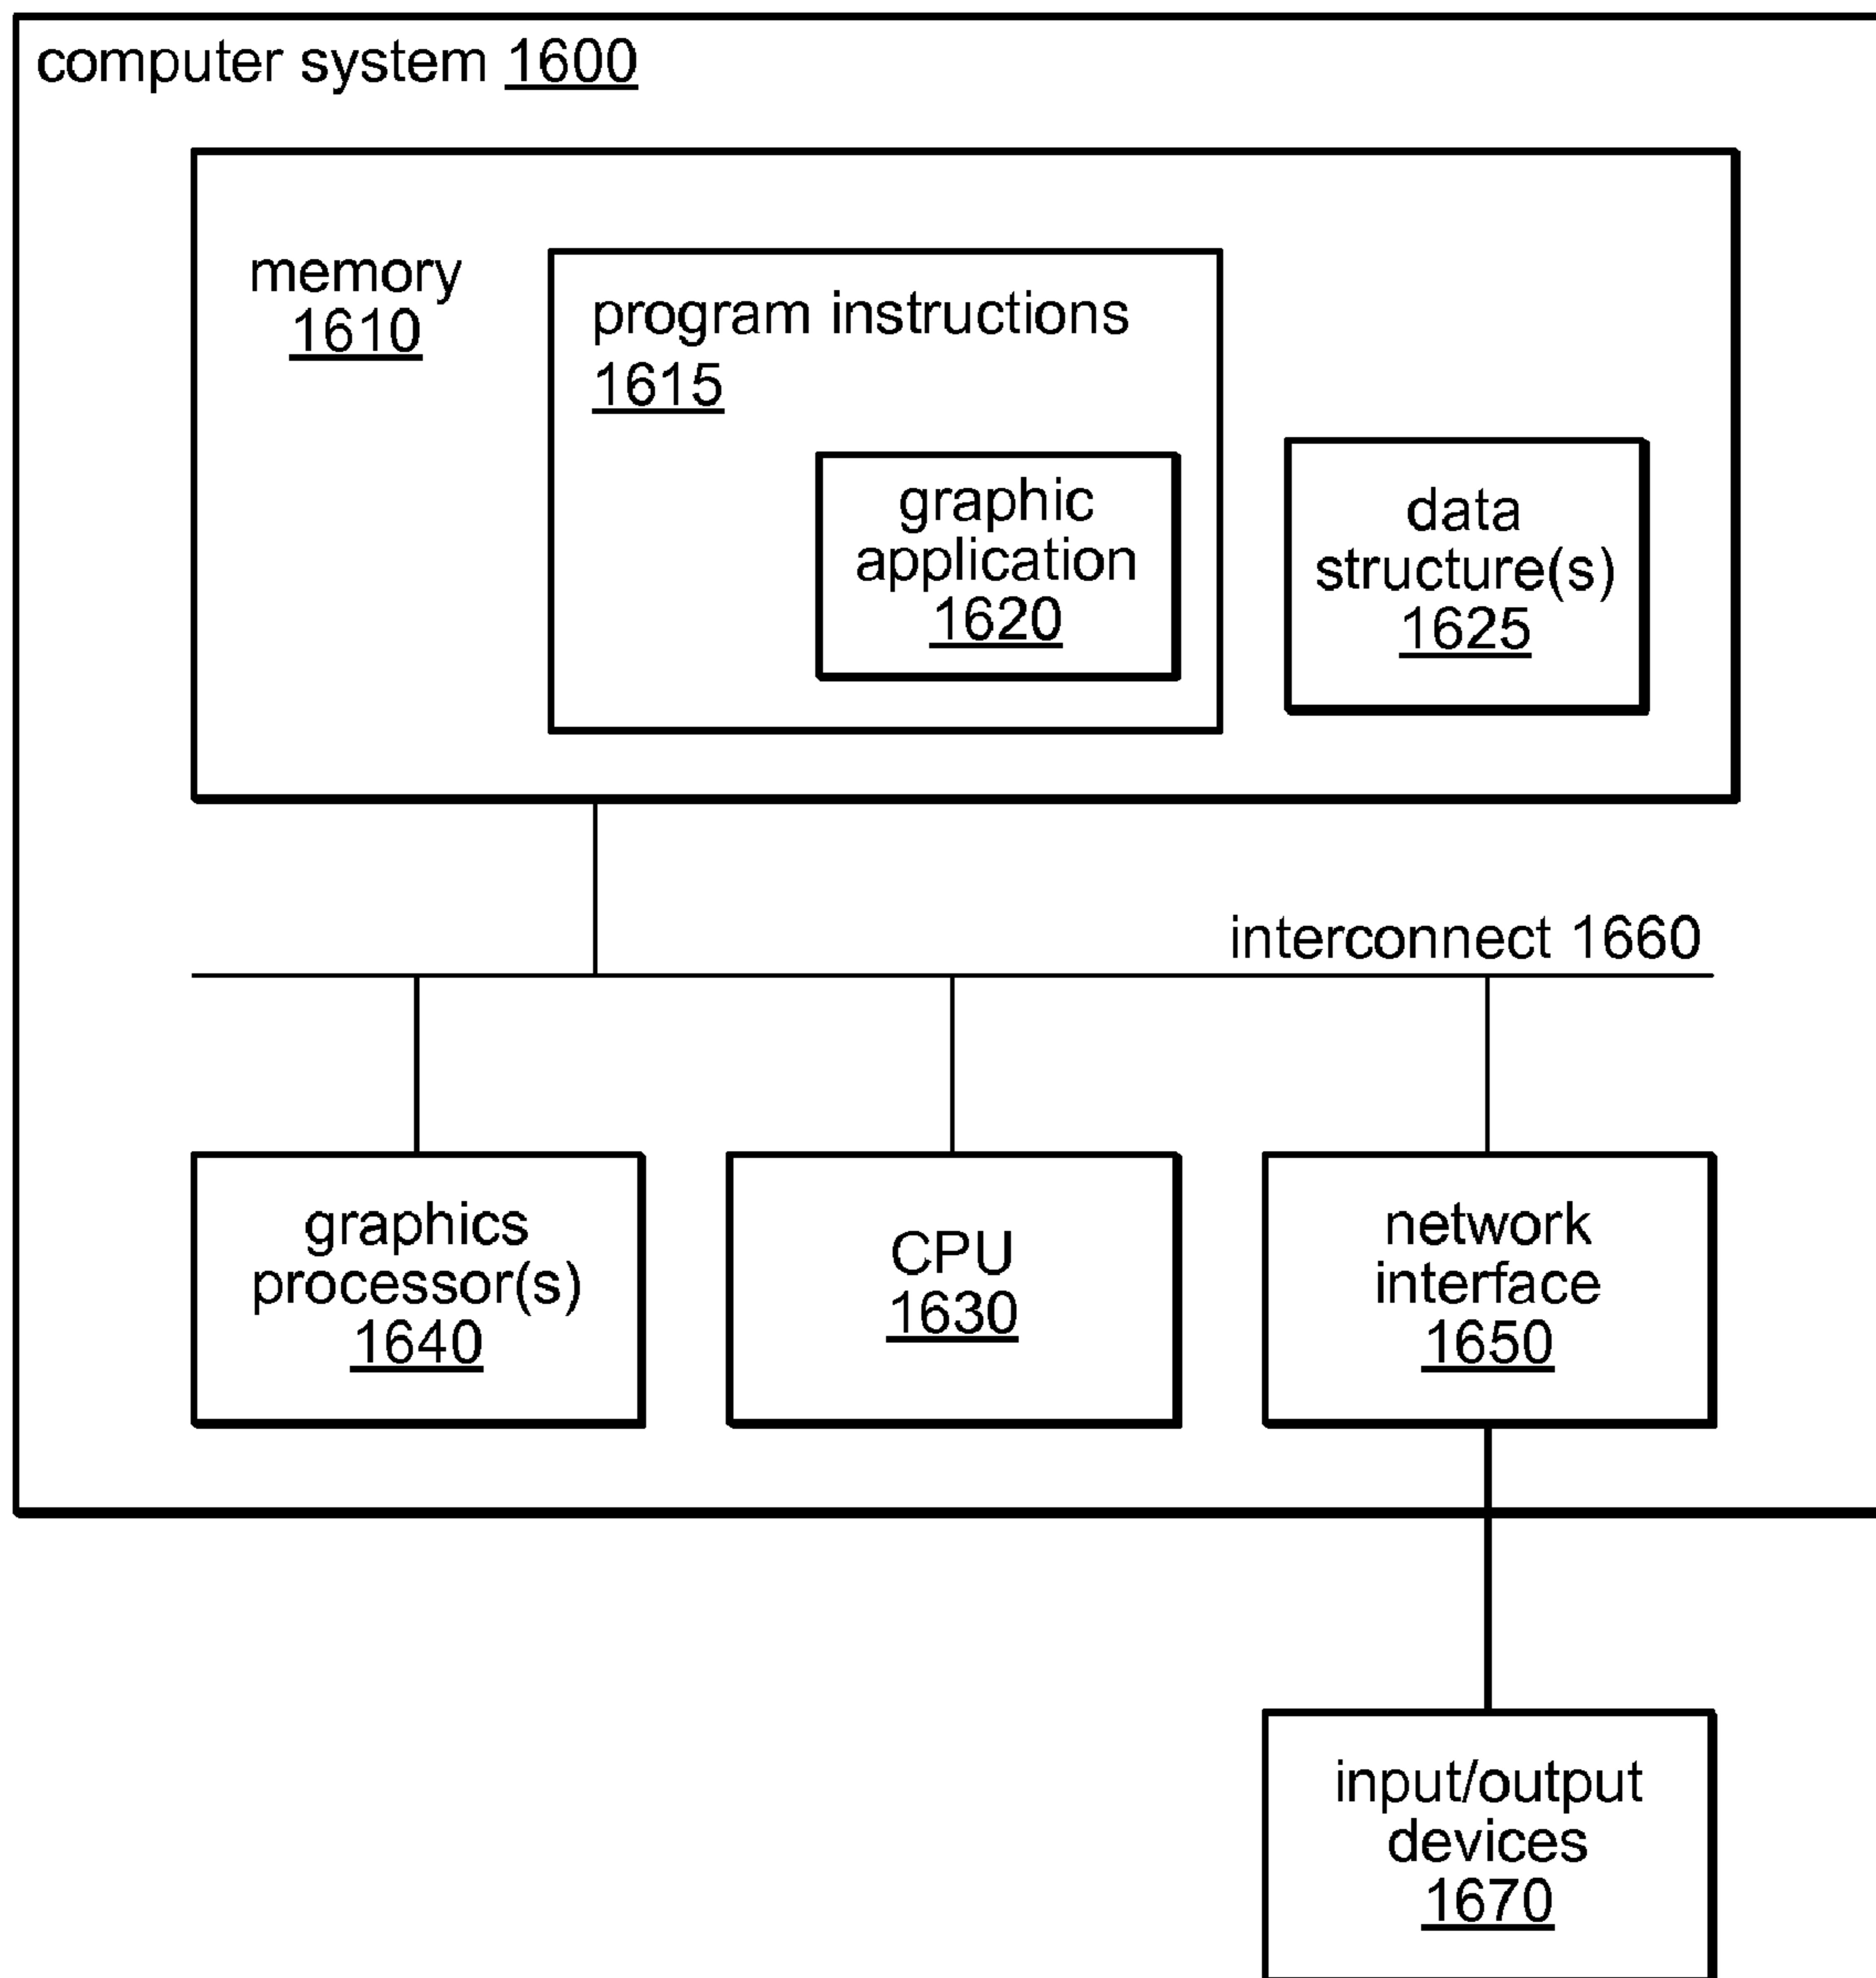 computer system 1600
memory
1610
program instructions
1615
graphic
application
1620
data
structure(s)
1625
interconnect 1660
graphics
processor(s)
1640
CPU
1630
network
interface
1650
input/output
devices
1670